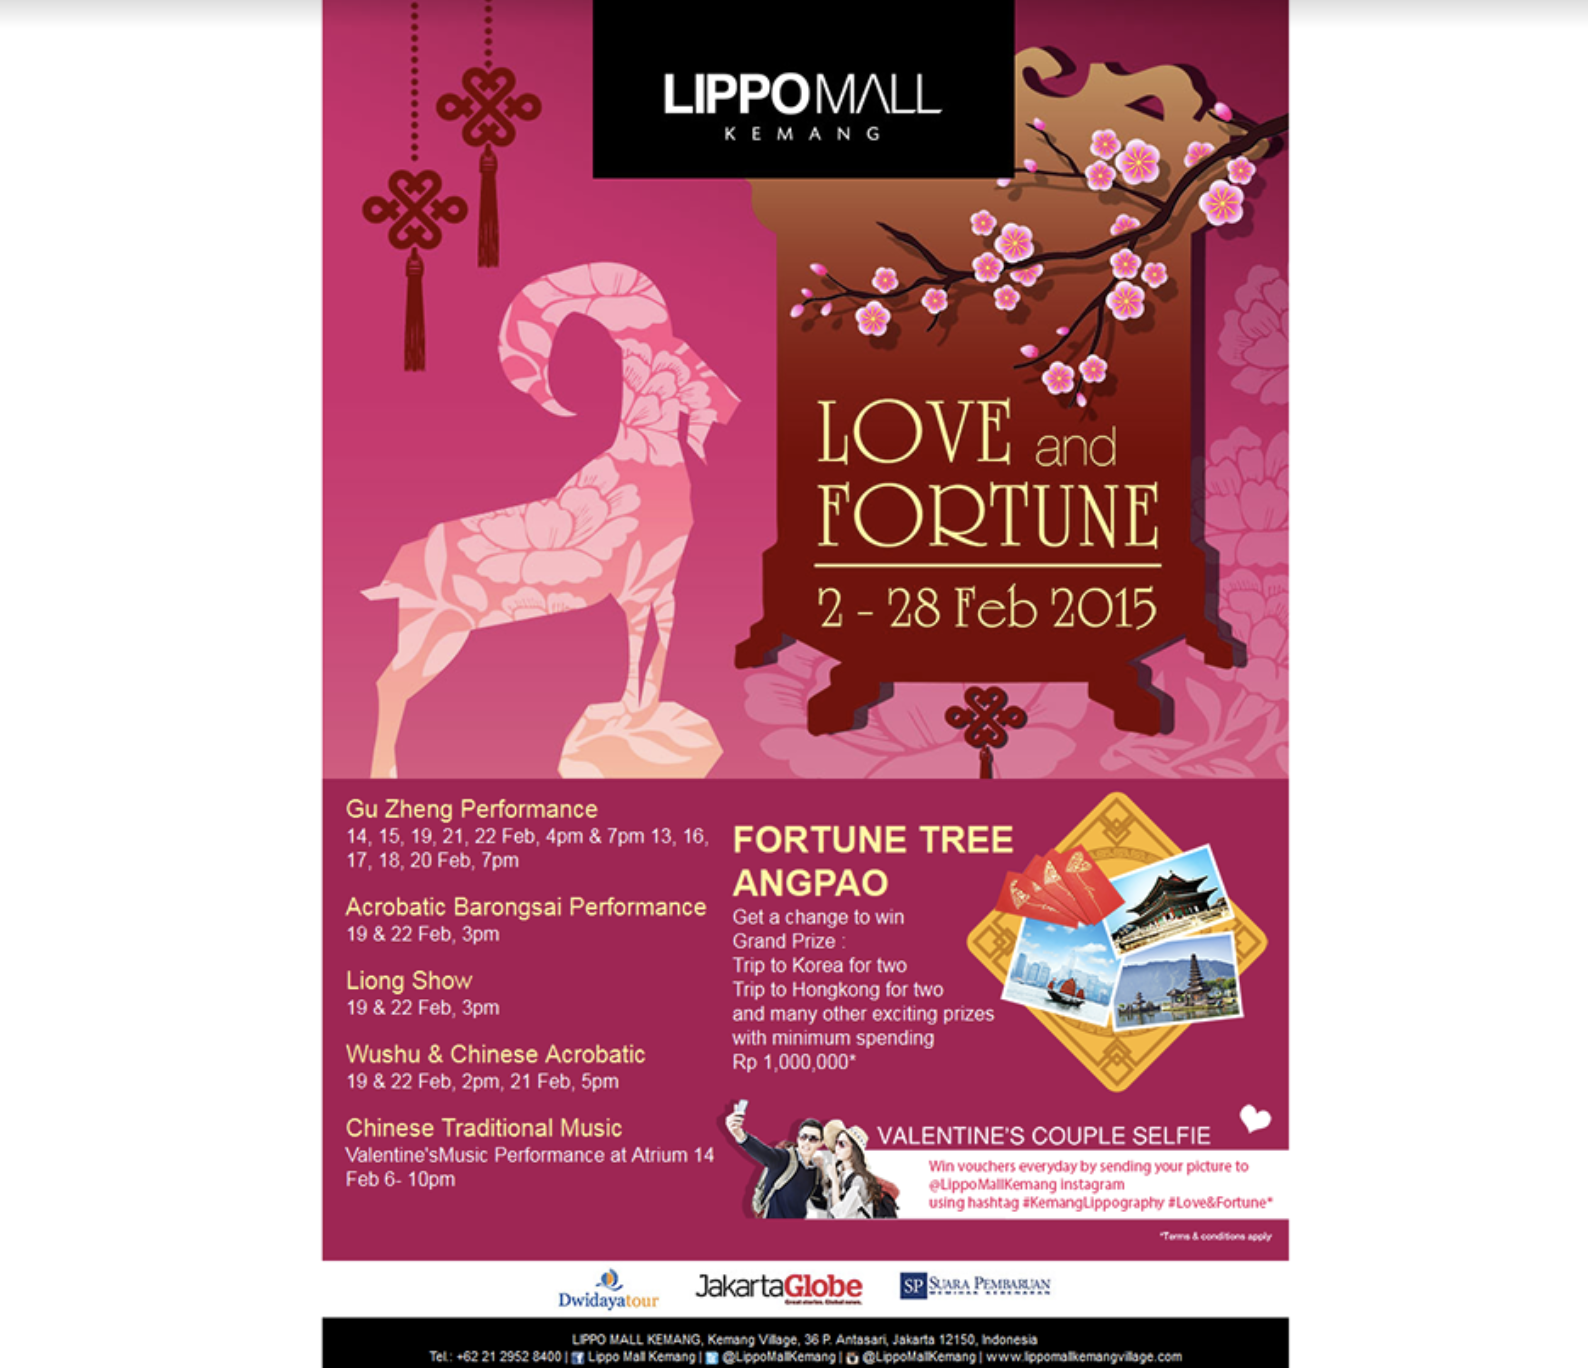 LIPPOMALL
KEMANG
LOVE and
FORTUNE
2 - 28 Feb 2015
Gu Zheng Performance
14, 15, 19, 21, 22 Feb, 4pm & 7pm 13, 16,
17, 18, 20 Feb, 7pm
Acrobatic Barongsai Performance
19 & 22 Feb, 3pm
Liong Show
19 & 22 Feb, 3pm
Wushu & Chinese Acrobatic
19 & 22 Feb, 2pm, 21 Feb, 5pm
Chinese Traditional Music
Valentine'sMusic Performance at Atrium 14
Feb 6- 10pm
FORTUNE TREE
ANGPAO
Get a change to win
Grand Prize :
Trip to Korea for two
Trip to Hongkong for two
and many other exciting prizes
with minimum spending
Rp 1,000,000*
VALENTINE'S COUPLE SELFIE
Win vouchers everyday by sending your picture to
@LippoMallKemang instagram
using hashtag #KemangLippography #Love&Fortune*
*Terms & conditions apply
Dwidayatour
JakartaGlobe
Great stories. Global news.
SP SUARA PEMBARUAN
MEMIHAK KEBENARAN
LIPPO MALL KEMANG, Kemang Village, 36 P. Antasari, Jakarta 12150, Indonesia
Tel.: +62 21 2952 8400 | Lippo Mall Kemang | @LippoMallKemang | @LippoMallKemang | www.lippomallkemangvillage.com